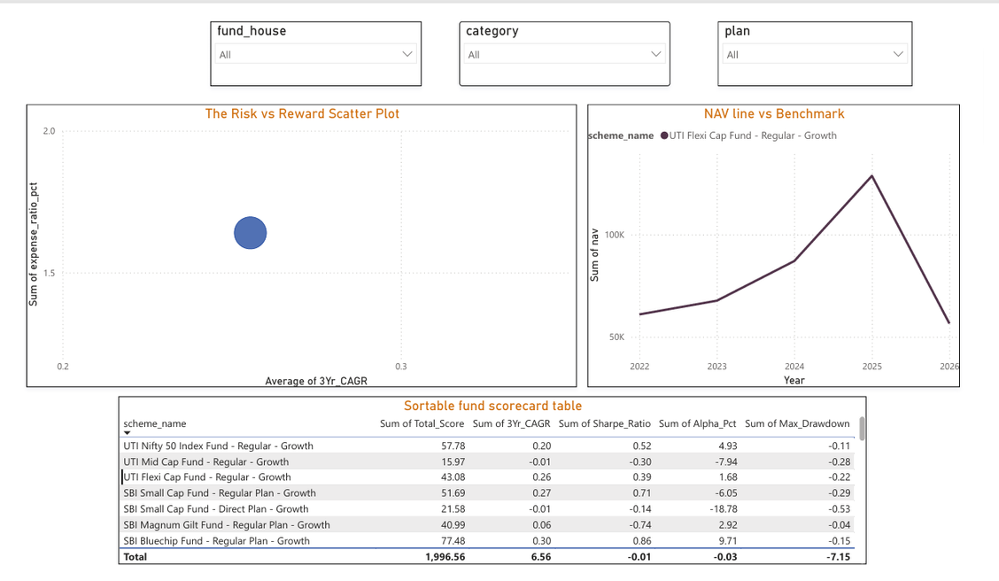 fund_house
All
category
All
plan
All
The Risk vs Reward Scatter Plot
2.0
1.5
Sum of expense_ratio_pct
0.2
0.3
Average of 3Yr_CAGR
NAV line vs Benchmark
scheme_name UTI Flexi Cap Fund - Regular - Growth
100K
50K
Sum of nav
2022 2023 2024 2025 2026
Year
Sortable fund scorecard table
scheme_name Sum of Total_Score Sum of 3Yr_CAGR Sum of Sharpe_Ratio Sum of Alpha_Pct Sum of Max_Drawdown
UTI Nifty 50 Index Fund - Regular - Growth 57.78 0.20 0.52 4.93 -0.11
UTI Mid Cap Fund - Regular - Growth 15.97 -0.01 -0.30 -7.94 -0.28
UTI Flexi Cap Fund - Regular - Growth 43.08 0.26 0.39 1.68 -0.22
SBI Small Cap Fund - Regular Plan - Growth 51.69 0.27 0.71 -6.05 -0.29
SBI Small Cap Fund - Direct Plan - Growth 21.58 -0.01 -0.14 -18.78 -0.53
SBI Magnum Gilt Fund - Regular Plan - Growth 40.99 0.06 -0.74 2.92 -0.04
SBI Bluechip Fund - Regular Plan - Growth 77.48 0.30 0.86 9.71 -0.15
Total 1,996.56 6.56 -0.01 -0.03 -7.15